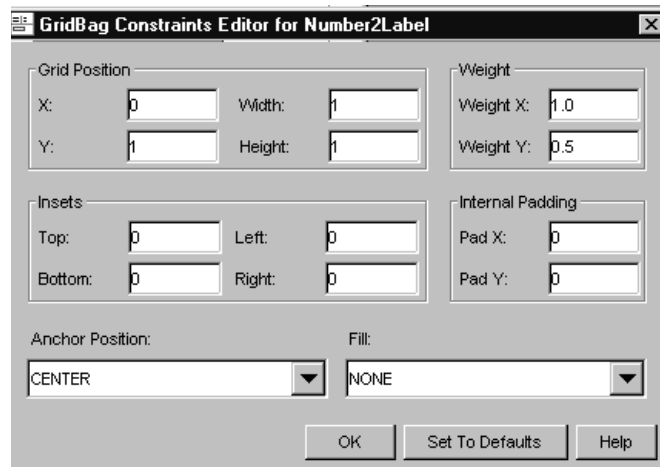 GridBag Constraints Editor for Number2Label
Grid Position
X: 0 Width: 1
Y: 1 Height: 1
Weight
Weight X: 1.0
Weight Y: 0.5
Insets
Top: 0 Left: 0
Bottom: 0 Right: 0
Internal Padding
Pad X: 0
Pad Y: 0
Anchor Position: Fill:
CENTER NONE
OK Set To Defaults Help